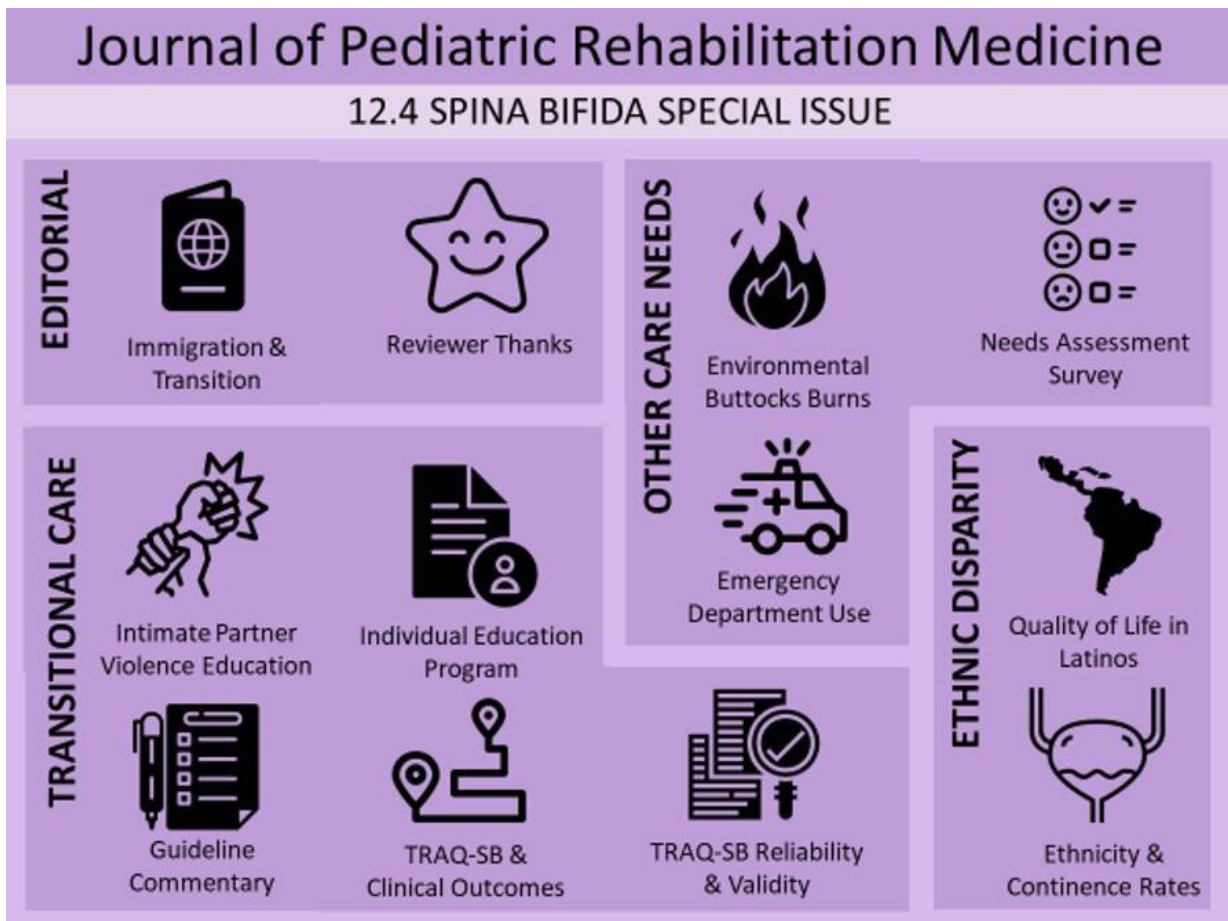 Journal of Pediatric Rehabilitation Medicine
12.4 SPINA BIFIDA SPECIAL ISSUE
EDITORIAL
Immigration &
Transition
Reviewer Thanks
OTHER CARE NEEDS
Environmental
Buttocks Burns
Needs Assessment
Survey
Emergency
Department Use
TRANSITIONAL CARE
Intimate Partner
Violence Education
Individual Education
Program
Guideline
Commentary
TRAQ-SB &
Clinical Outcomes
TRAQ-SB Reliability
& Validity
ETHNIC DISPARITY
Quality of Life in
Latinos
Ethnicity &
Continence Rates